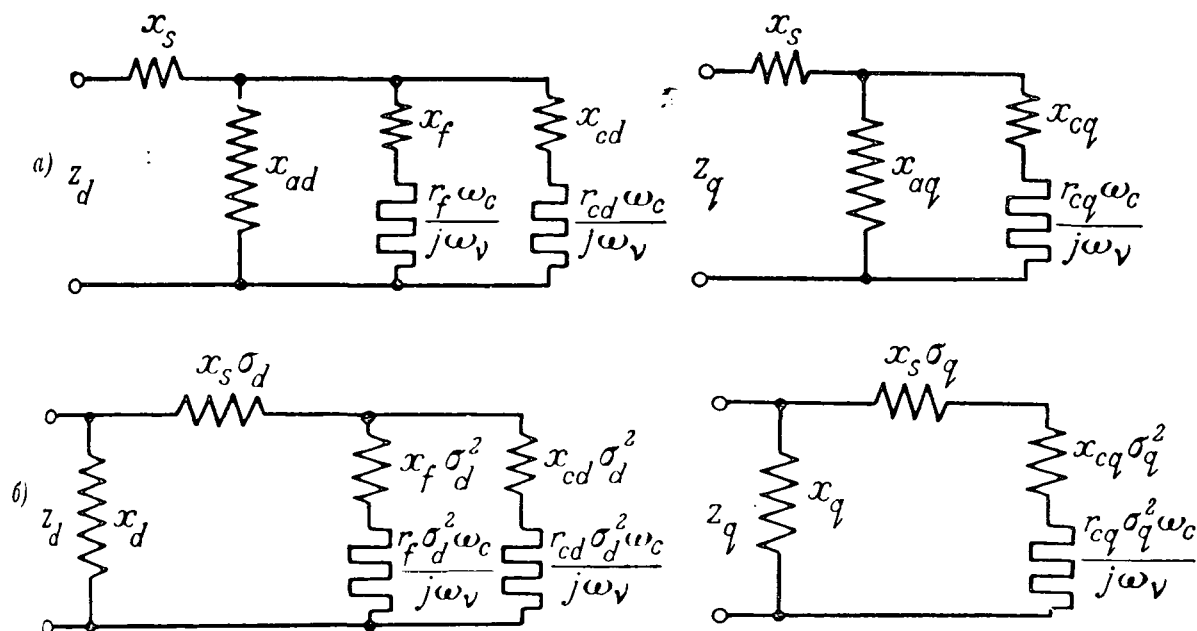 x_s
x_s
а)
z_d
x_ad
x_f
r_f ω_c / jω_ν
x_cd
r_cd ω_c / jω_ν
z_q
x_aq
x_cq
r_cq ω_c / jω_ν
x_s σ_d
x_s σ_q
б)
z_d
x_d
x_f σ_d^2
r_f σ_d^2 ω_c / jω_ν
x_cd σ_d^2
r_cd σ_d^2 ω_c / jω_ν
z_q
x_q
x_cq σ_q^2
r_cq σ_q^2 ω_c / jω_ν